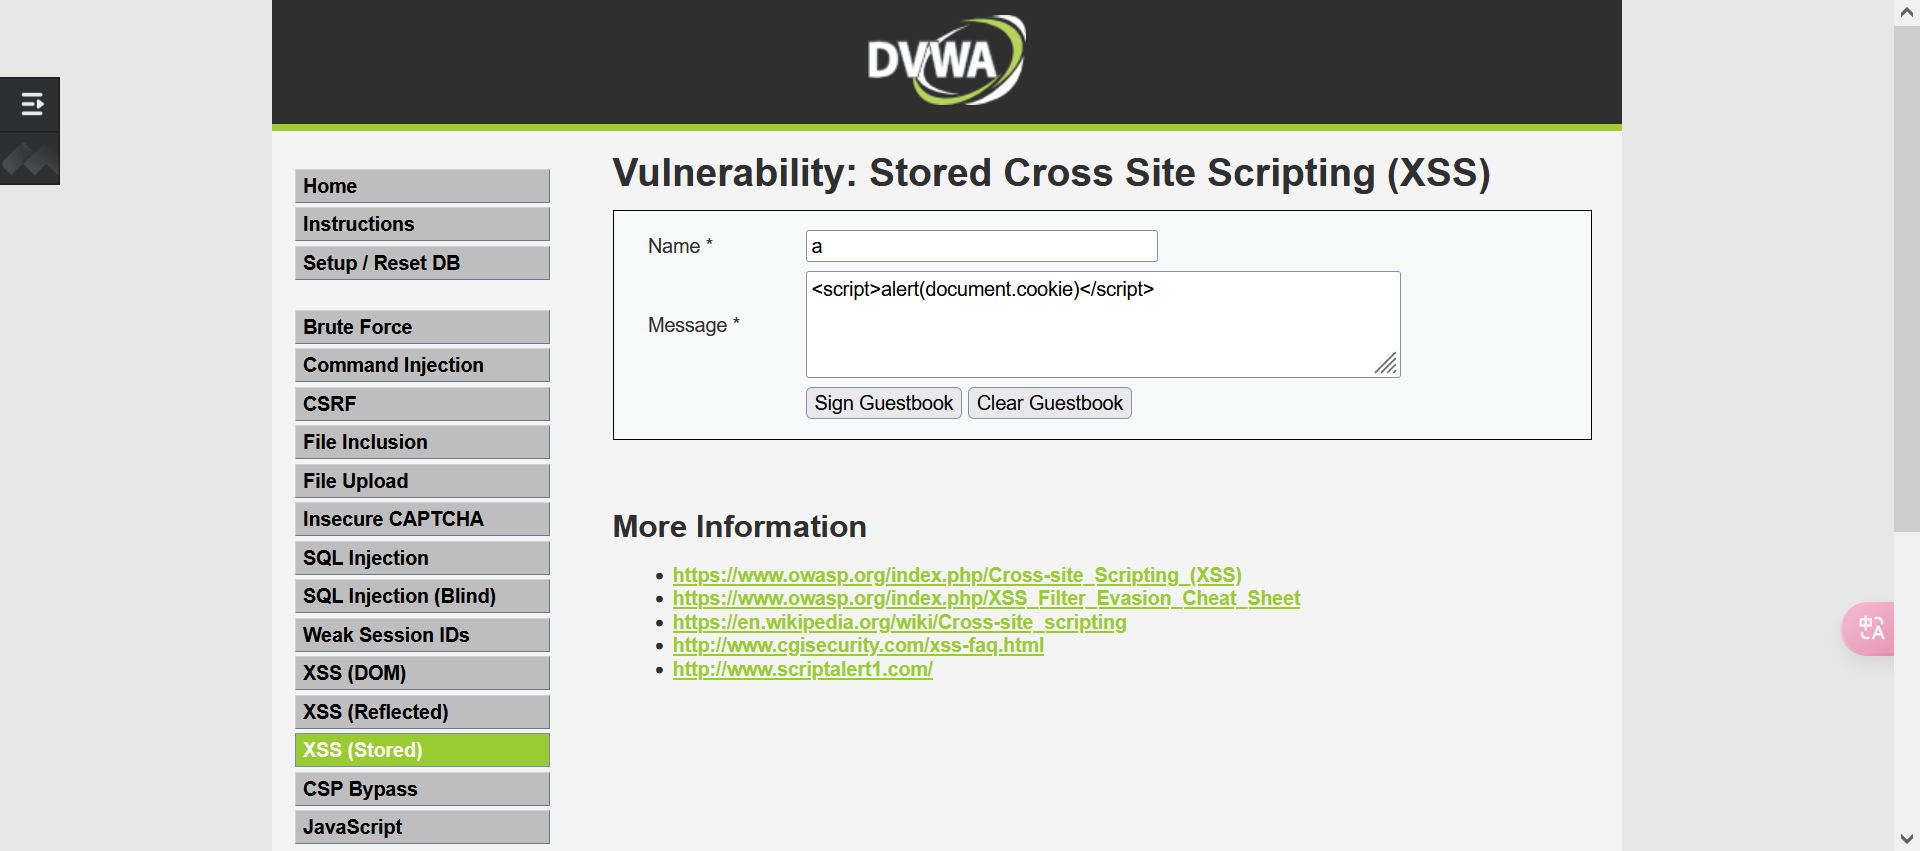 DVWA
Home
Instructions
Setup / Reset DB
Brute Force
Command Injection
CSRF
File Inclusion
File Upload
Insecure CAPTCHA
SQL Injection
SQL Injection (Blind)
Weak Session IDs
XSS (DOM)
XSS (Reflected)
XSS (Stored)
CSP Bypass
JavaScript
Vulnerability: Stored Cross Site Scripting (XSS)
Name *
a
Message *
<script>alert(document.cookie)</script>
Sign Guestbook
Clear Guestbook
More Information
https://www.owasp.org/index.php/Cross-site_Scripting_(XSS)
https://www.owasp.org/index.php/XSS_Filter_Evasion_Cheat_Sheet
https://en.wikipedia.org/wiki/Cross-site_scripting
http://www.cgisecurity.com/xss-faq.html
http://www.scriptalert1.com/
中A